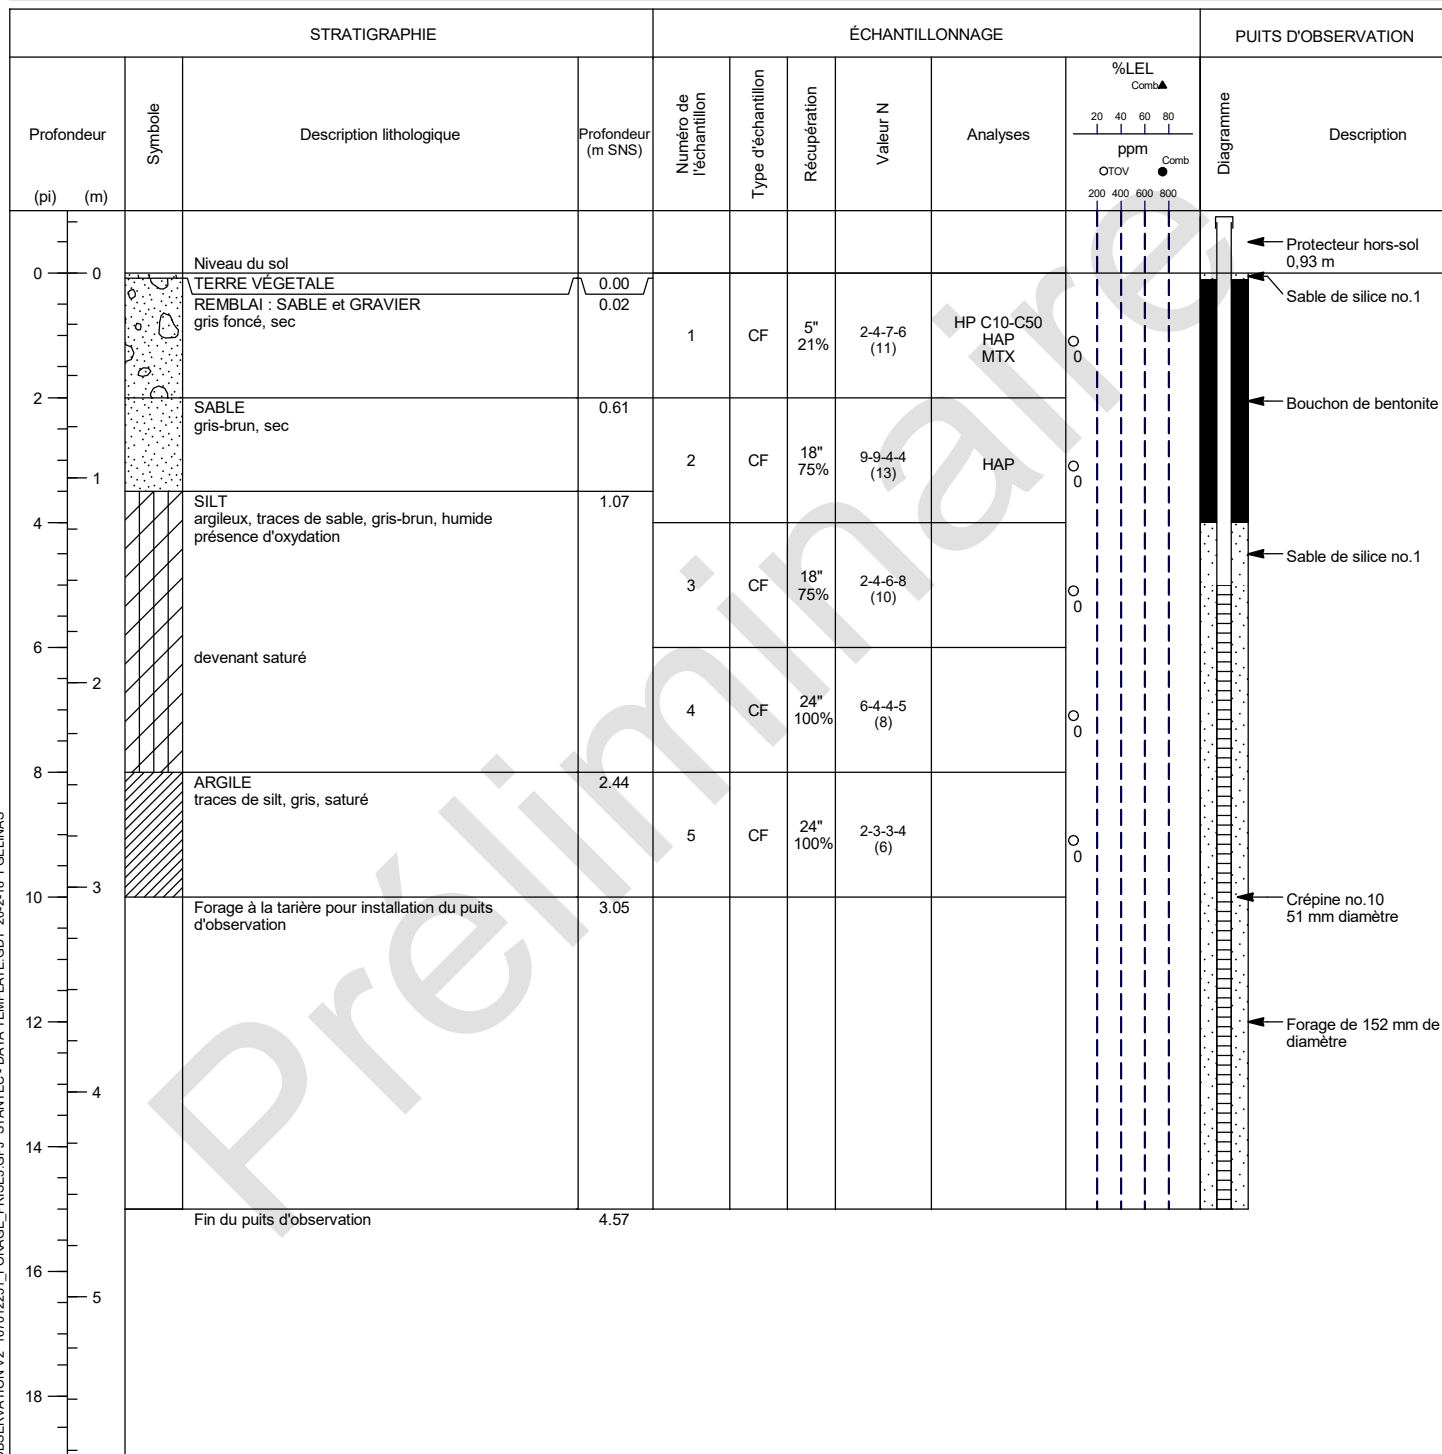 STRATIGRAPHIE
ÉCHANTILLONNAGE
PUITS D'OBSERVATION
Profondeur
(pi)
(m)
Symbole
Description lithologique
Profondeur
(m SNS)
Numéro de
l'échantillon
Type d'échantillon
Récupération
Valeur N
Analyses
%LEL
Comb
20 40 60 80
ppm
TOV
Comb
200 400 600 800
Diagramme
Description
Niveau du sol
0
0
TERRE VÉGETALE
0.00
REMBLAI : SABLE et GRAVIER
gris foncé, sec
0.02
1
CF
5"
21%
2-4-7-6
(11)
HP C10-C50
HAP
MTX
0
Protecteur hors-sol
0,93 m
Sable de silice no.1
2
SABLE
gris-brun, sec
0.61
2
CF
18"
75%
9-9-4-4
(13)
HAP
0
Bouchon de bentonite
1
SILT
argileux, traces de sable, gris-brun, humide
présence d'oxydation
1.07
4
3
CF
18"
75%
2-4-6-8
(10)
0
Sable de silice no.1
6
devenant saturé
2
4
CF
24"
100%
6-4-4-5
(8)
0
8
ARGILE
traces de silt, gris, saturé
2.44
5
CF
24"
100%
2-3-3-4
(6)
0
3
10
Forage à la tarière pour installation du puits
d'observation
3.05
Crépine no.10
51 mm diamètre
12
Forage de 152 mm de
diamètre
4
14
Fin du puits d'observation
4.57
16
5
18
Préliminaire